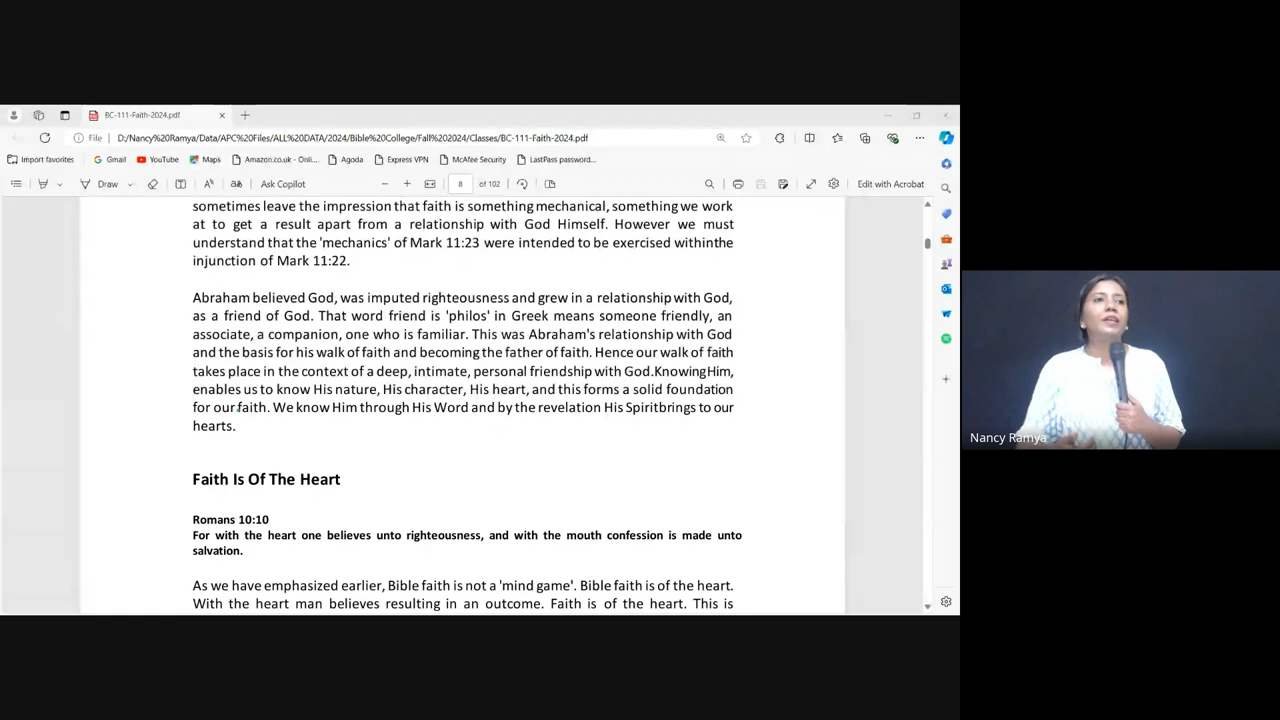 BC-111-Faith-2024.pdf
File D:/Nancy%20Ramya/Data/APC%20Files/ALL%20DATA/2024/Bible%20College/Fall%202024/Classes/BC-111-Faith-2024.pdf
Import favorites Gmail YouTube Maps Amazon.co.uk - Onli... Agoda Express VPN McAfee Security LastPass password...
Draw Ask Copilot 8 of 102 Edit with Acrobat
sometimes leave the impression that faith is something mechanical, something we work
at to get a result apart from a relationship with God Himself. However we must
understand that the 'mechanics' of Mark 11:23 were intended to be exercised withinthe
injunction of Mark 11:22.
Abraham believed God, was imputed righteousness and grew in a relationship with God,
as a friend of God. That word friend is 'philos' in Greek means someone friendly, an
associate, a companion, one who is familiar. This was Abraham's relationship with God
and the basis for his walk of faith and becoming the father of faith. Hence our walk of faith
takes place in the context of a deep, intimate, personal friendship with God.KnowingHim,
enables us to know His nature, His character, His heart, and this forms a solid foundation
for our faith. We know Him through His Word and by the revelation His Spiritbrings to our
hearts.
Faith Is Of The Heart
Romans 10:10
For with the heart one believes unto righteousness, and with the mouth confession is made unto
salvation.
As we have emphasized earlier, Bible faith is not a 'mind game'. Bible faith is of the heart.
With the heart man believes resulting in an outcome. Faith is of the heart. This is
Nancy Ramya